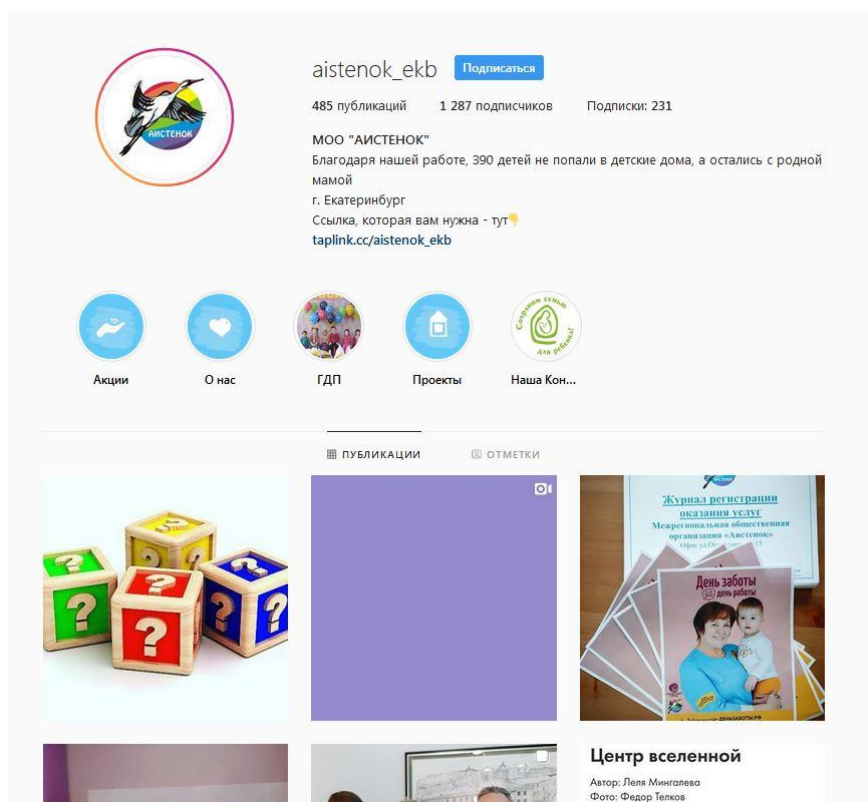 aistenok_ekb
Подписаться
485 публикаций 1 287 подписчиков Подписки: 231
МОО "АИСТЕНОК"
Благодаря нашей работе, 390 детей не попали в детские дома, а остались с родной
мамой
г. Екатеринбург
Ссылка, которая вам нужна - тут👇
taplink.cc/aistenok_ekb
АИСТЕНОК
Акции О нас ГДП Проекты Наша Кон...
Сохраним семью
для ребенка!
ПУБЛИКАЦИИ ОТМЕТКИ
? ? ? ? ? ? ?
Журнал регистрации
оказания услуг
Межрегиональная общественная
организация «Аистенок»
День заботы
день работы
Центр вселенной
Автор: Леля Мингалева
Фото: Федор Телков